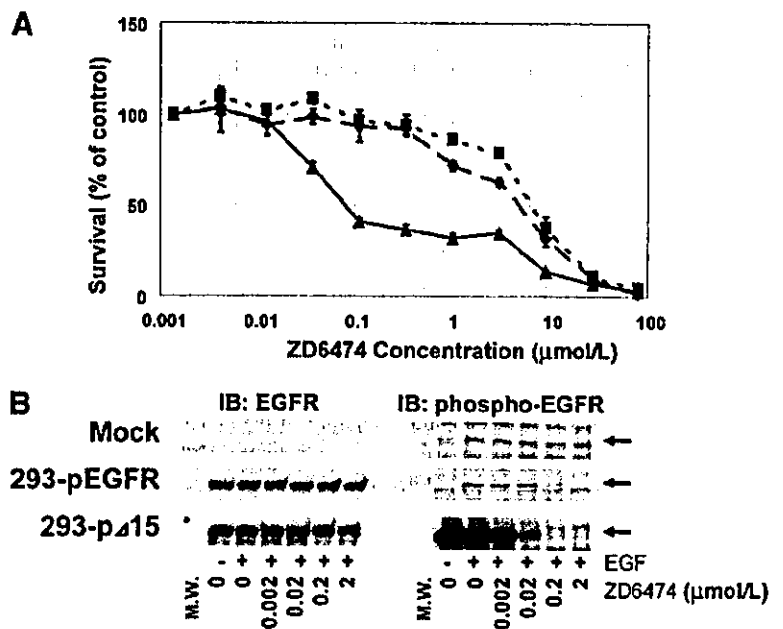 A
150
100
50
0
Survival (% of control)
0.001 0.01 0.1 1 10 100
ZD6474 Concentration (μmol/L)
B
IB: EGFR IB: phospho-EGFR
Mock
293-pEGFR
293-p⊿15
- + + + + + - + + + + + EGF
M.W. 0 0 0.002 0.02 0.2 2 M.W. 0 0 0.002 0.02 0.2 2 ZD6474 (μmol/L)